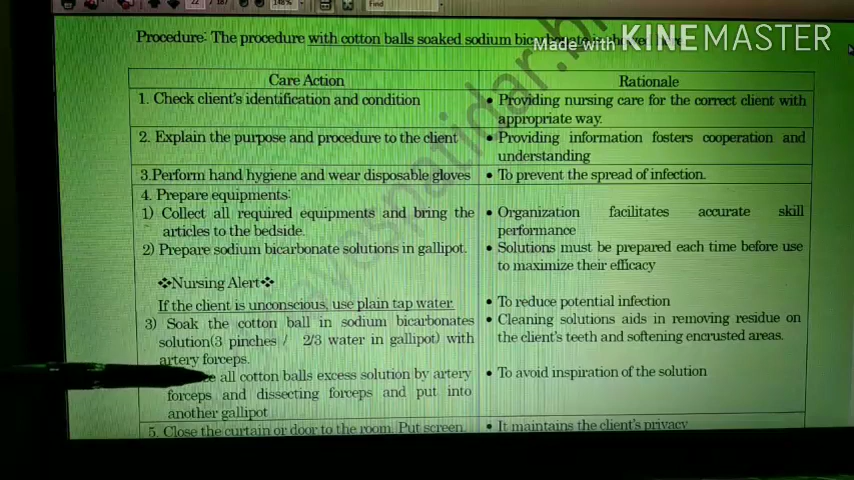 Find
Procedure: The procedure with cotton balls soaked sodium
Made with KINEMASTER
Care Action
Rationale
1. Check client's identification and condition
• Providing nursing care for the correct client with
appropriate way.
2. Explain the purpose and procedure to the client
• Providing information fosters cooperation and
understanding
3.Perform hand hygiene and wear disposable gloves
• To prevent the spread of infection.
4. Prepare equipments:
1) Collect all required equipments and bring the
articles to the bedside.
• Organization facilitates accurate skill
performance
2) Prepare sodium bicarbonate solutions in gallipot.
• Solutions must be prepared each time before use
to maximize their efficacy
❖Nursing Alert❖
If the client is unconscious, use plain tap water.
• To reduce potential infection
3) Soak the cotton ball in sodium bicarbonates
solution(3 pinches / 2/3 water in gallipot) with
artery forceps.
• Cleaning solutions aids in removing residue on
the client's teeth and softening encrusted areas.
all cotton balls excess solution by artery
forceps and dissecting forceps and put into
another gallipot
• To avoid inspiration of the solution
5. Close the curtain or door to the room. Put screen.
• It maintains the client's privacy